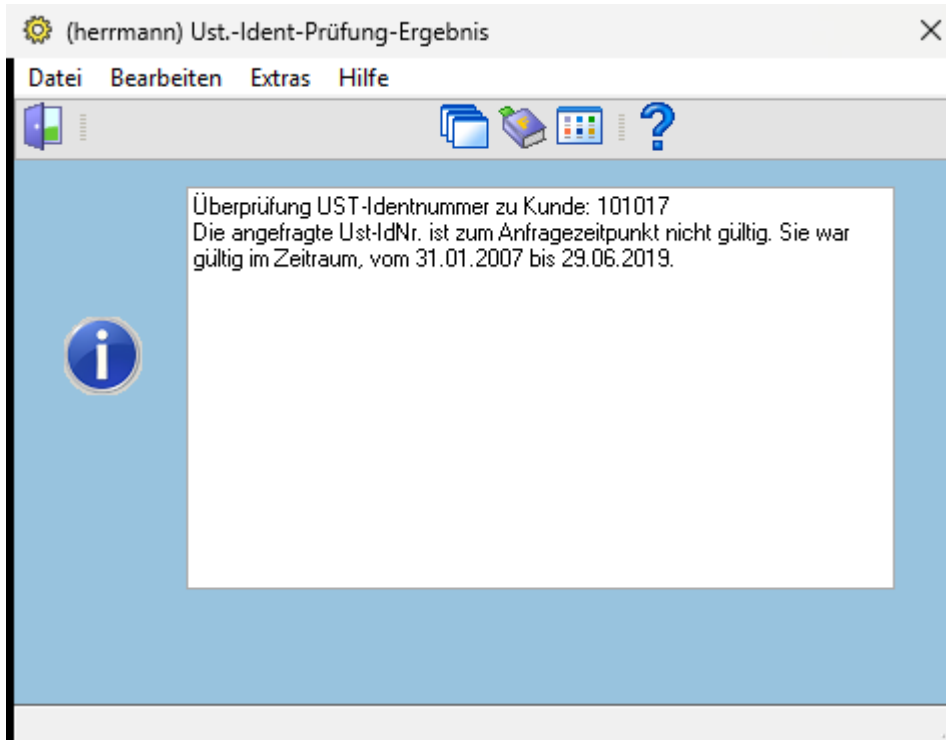 (herrmann) Ust.-Ident-Prüfung-Ergebnis
Datei Bearbeiten Extras Hilfe
Überprüfung UST-Identnummer zu Kunde: 101017
Die angefragte Ust-IdNr. ist zum Anfragezeitpunkt nicht gültig. Sie war
gültig im Zeitraum, vom 31.01.2007 bis 29.06.2019.